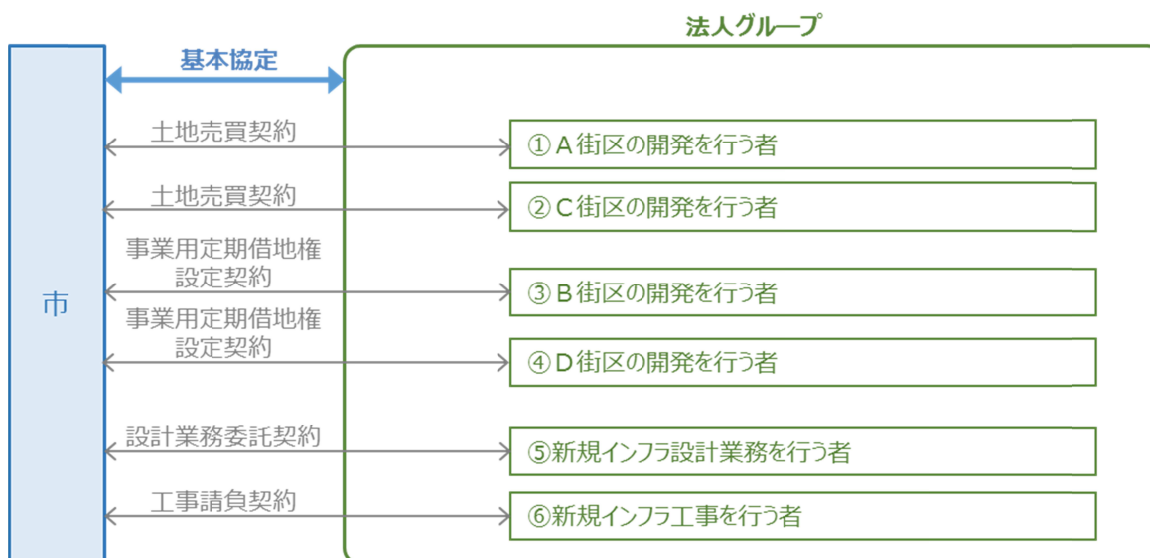 法人グループ
基本協定
市
土地売買契約
①A街区の開発を行う者
土地売買契約
②C街区の開発を行う者
事業用定期借地権
設定契約
③B街区の開発を行う者
事業用定期借地権
設定契約
④D街区の開発を行う者
設計業務委託契約
⑤新規インフラ設計業務を行う者
工事請負契約
⑥新規インフラ工事を行う者